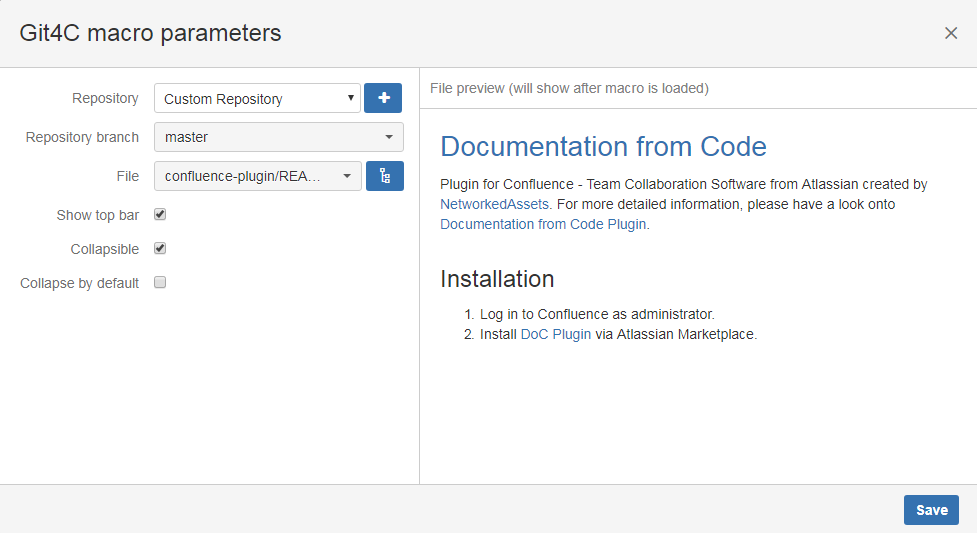 Git4C macro parameters
Repository
Custom Repository
Repository branch
master
File
confluence-plugin/REA...
Show top bar
Collapsible
Collapse by default
File preview (will show after macro is loaded)
Documentation from Code
Plugin for Confluence - Team Collaboration Software from Atlassian created by
NetworkedAssets. For more detailed information, please have a look onto
Documentation from Code Plugin.
Installation
1. Log in to Confluence as administrator.
2. Install DoC Plugin via Atlassian Marketplace.
Save